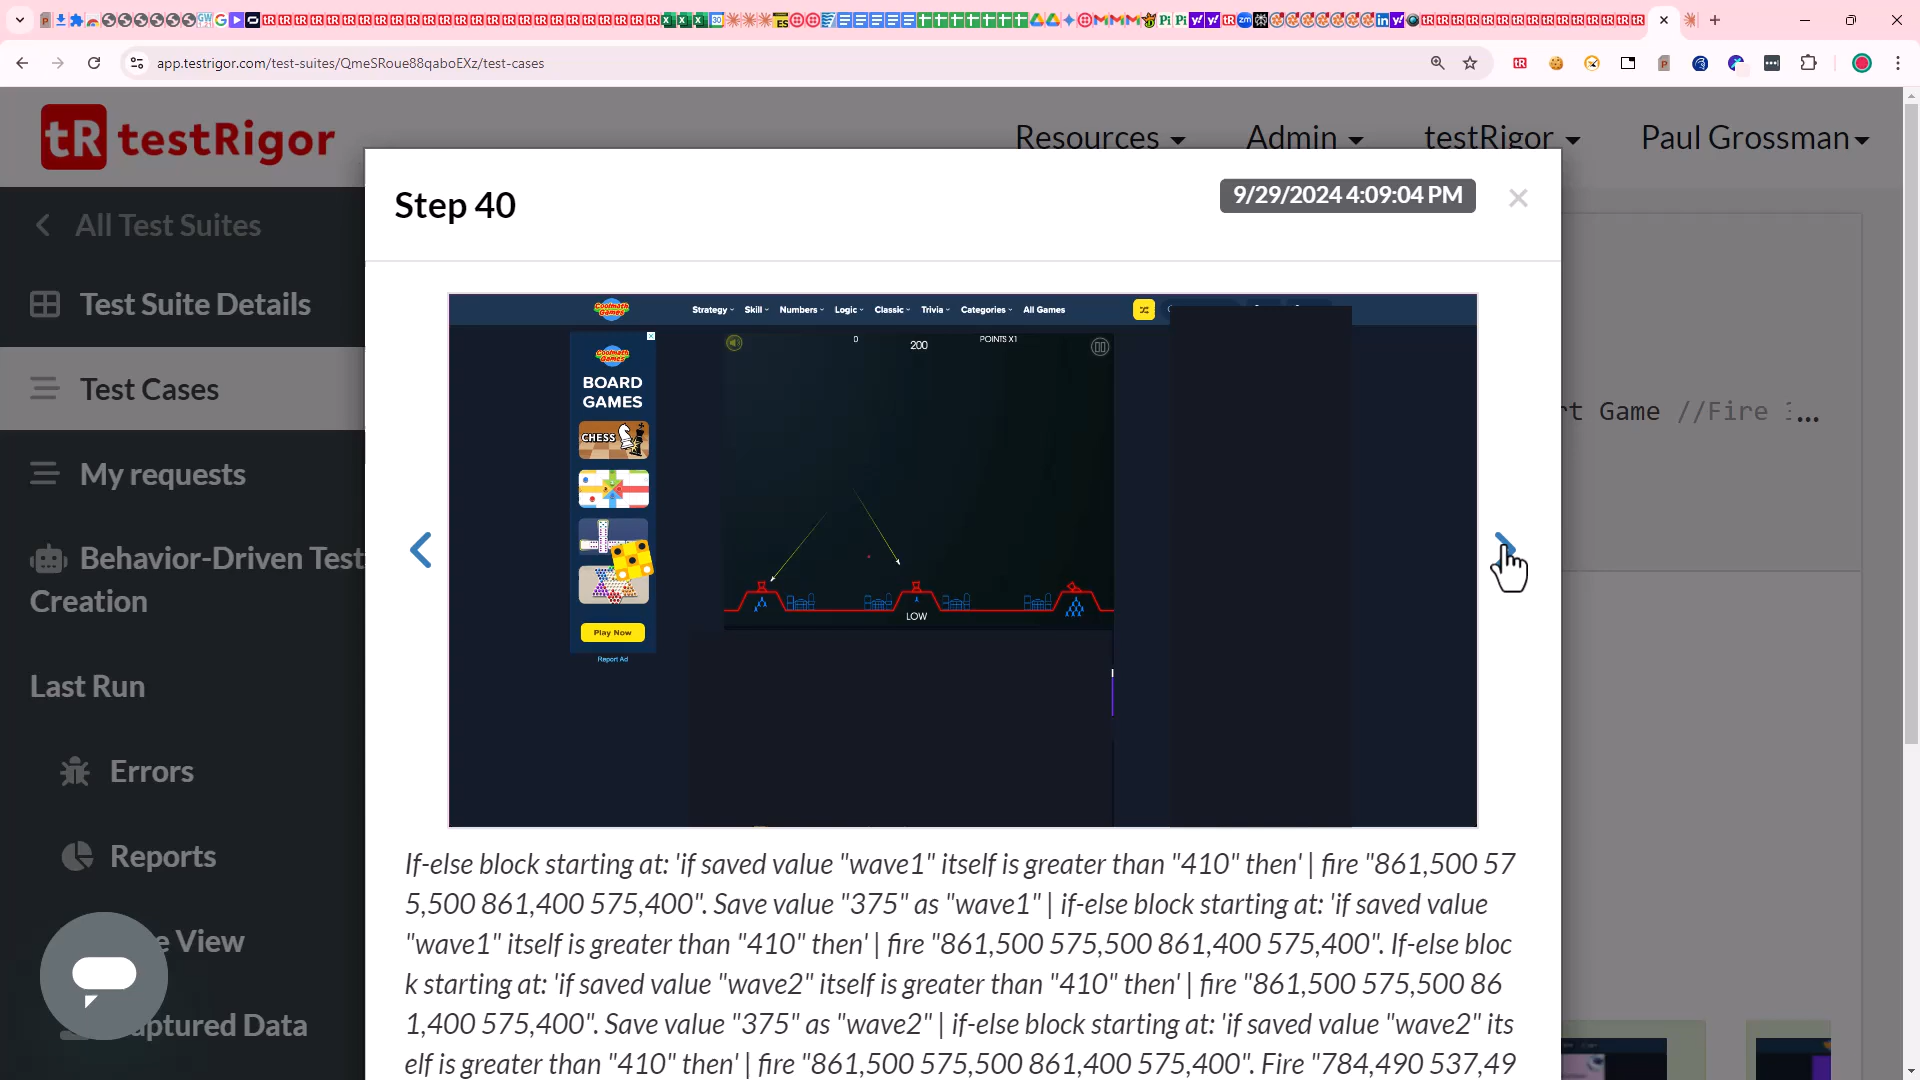 app.testrigor.com/test-suites/QmeSRoue88qaboEXz/test-cases
tR testRigor
Resources
Admin
testRigor
Paul Grossman
All Test Suites
Test Suite Details
Test Cases
My requests
Behavior-Driven Test
Creation
Last Run
Errors
Reports
e View
ptured Data
rt Game //Fire
...
Step 40
9/29/2024 4:09:04 PM
×
Coolmath Games
Strategy
Skill
Numbers
Logic
Classic
Trivia
Categories
All Games
Coolmath Games
BOARD
GAMES
CHESS
Play Now
Report Ad
0
200
POINTS X1
LOW
If-else block starting at: 'if saved value "wave1" itself is greater than "410" then' | fire "861,500 57
5,500 861,400 575,400". Save value "375" as "wave1" | if-else block starting at: 'if saved value
"wave1" itself is greater than "410" then' | fire "861,500 575,500 861,400 575,400". If-else bloc
k starting at: 'if saved value "wave2" itself is greater than "410" then' | fire "861,500 575,500 86
1,400 575,400". Save value "375" as "wave2" | if-else block starting at: 'if saved value "wave2" its
elf is greater than "410" then' | fire "861,500 575,500 861,400 575,400". Fire "784,490 537,49